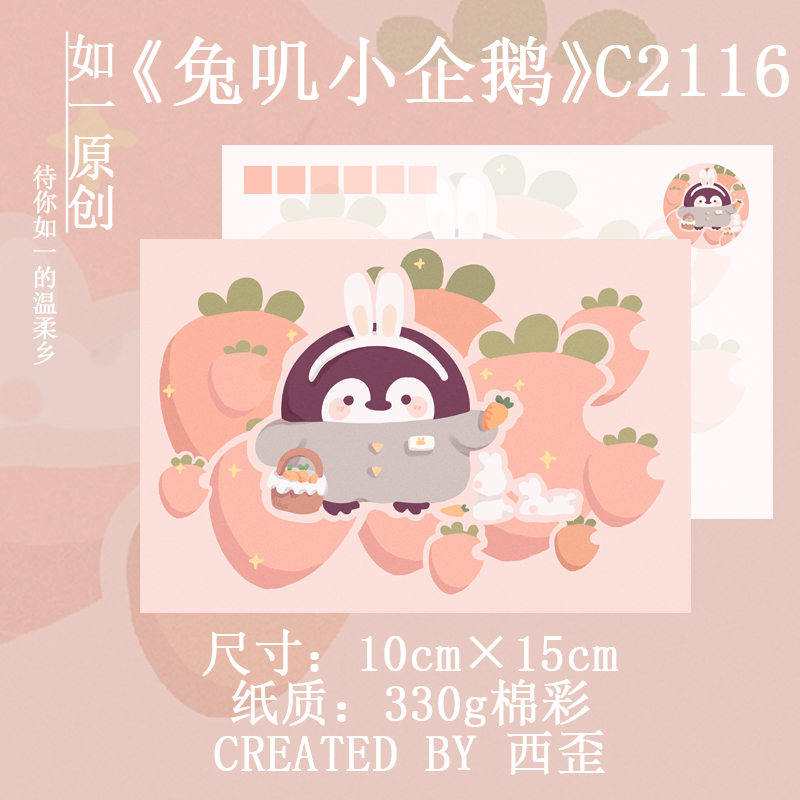 如一原创
待你如一的温柔乡
《兔叽小企鹅》C2116
尺寸：10cm×15cm
纸质：330g棉彩
CREATED BY 西歪